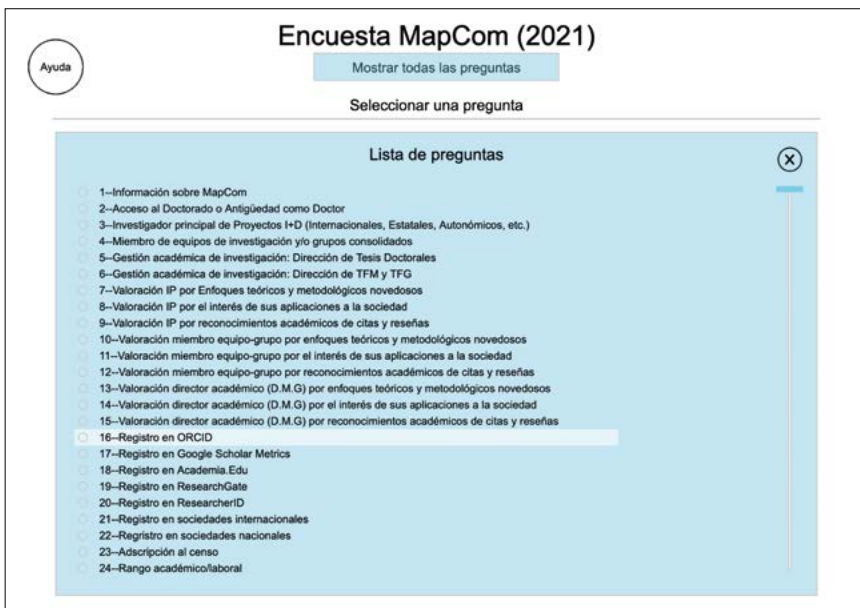 Encuesta MapCom (2021)
Ayuda
Mostrar todas las preguntas
Seleccionar una pregunta
Lista de preguntas
X
1--Información sobre MapCom
2--Acceso al Doctorado o Antigüedad como Doctor
3--Investigador principal de Proyectos I+D (Internacionales, Estatales, Autonómicos, etc.)
4--Miembro de equipos de investigación y/o grupos consolidados
5--Gestión académica de investigación: Dirección de Tesis Doctorales
6--Gestión académica de investigación: Dirección de TFM y TFG
7--Valoración IP por Enfoques teóricos y metodológicos novedosos
8--Valoración IP por el interés de sus aplicaciones a la sociedad
9--Valoración IP por reconocimientos académicos de citas y reseñas
10--Valoración miembro equipo-grupo por enfoques teóricos y metodológicos novedosos
11--Valoración miembro equipo-grupo por el interés de sus aplicaciones a la sociedad
12--Valoración miembro equipo-grupo por reconocimientos académicos de citas y reseñas
13--Valoración director académico (D.M.G) por enfoques teóricos y metodológicos novedosos
14--Valoración director académico (D.M.G) por el interés de sus aplicaciones a la sociedad
15--Valoración director académico (D.M.G) por reconocimientos académicos de citas y reseñas
16--Registro en ORCID
17--Registro en Google Scholar Metrics
18--Registro en Academia.Edu
19--Registro en ResearchGate
20--Registro en ResearcherID
21--Registro en sociedades internacionales
22--Regristro en sociedades nacionales
23--Adscripción al censo
24--Rango académico/laboral